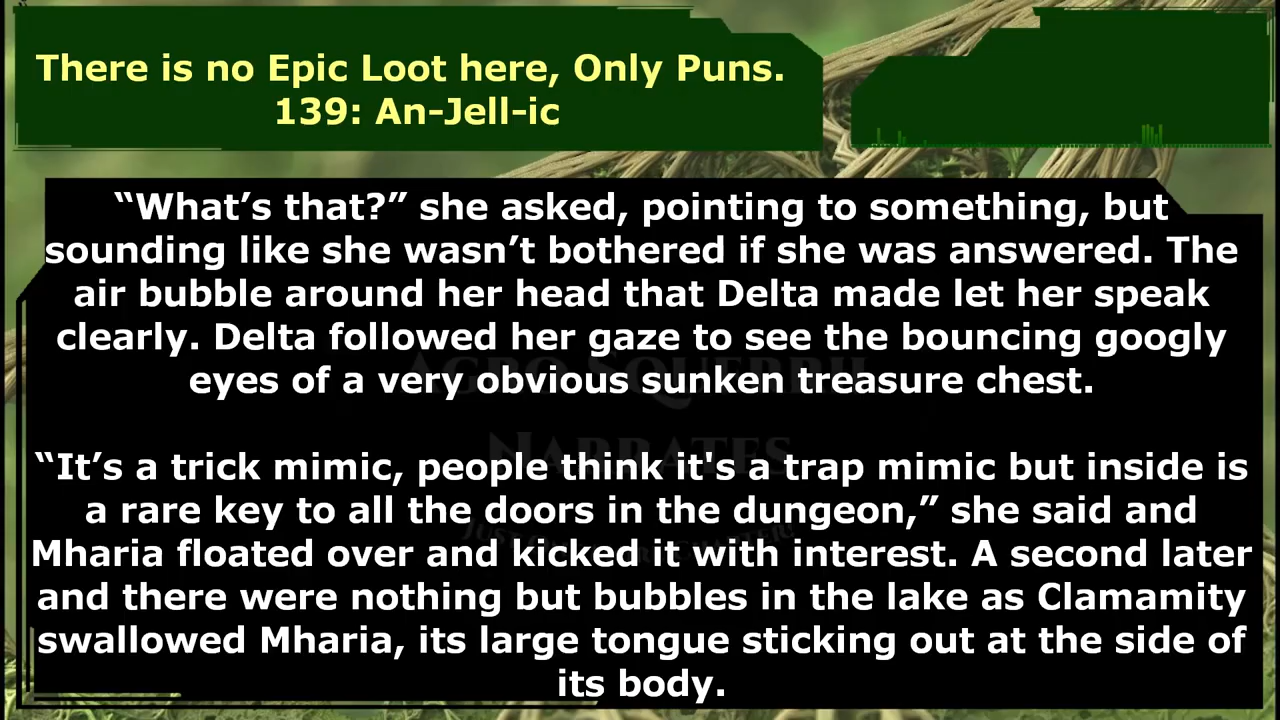 There is no Epic Loot here, Only Puns.
139: An-Jell-ic
“What’s that?” she asked, pointing to something, but
sounding like she wasn’t bothered if she was answered. The
air bubble around her head that Delta made let her speak
clearly. Delta followed her gaze to see the bouncing googly
eyes of a very obvious sunken treasure chest.
“It’s a trick mimic, people think it's a trap mimic but inside is
a rare key to all the doors in the dungeon,” she said and
Mharia floated over and kicked it with interest. A second later
and there were nothing but bubbles in the lake as Clamamity
swallowed Mharia, its large tongue sticking out at the side of
its body.
Agro Squerril
Narrates